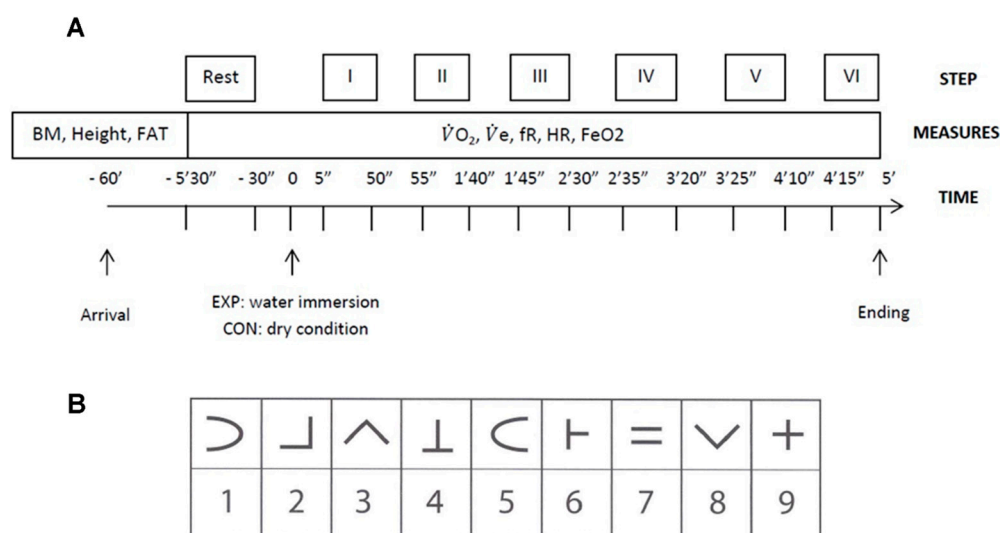 A
Rest I II III IV V VI STEP
BM, Height, FAT V̇O₂, V̇e, fR, HR, FeO2 MEASURES
- 60’ - 5’30” - 30” 0 5” 50” 55” 1’40” 1’45” 2’30” 2’35” 3’20” 3’25” 4’10” 4’15” 5’
TIME
Arrival
EXP: water immersion
CON: dry condition
Ending
B
⊃ ⅃ ∧ ⊥ ⊂ ⊢ = ∨ +
1 2 3 4 5 6 7 8 9